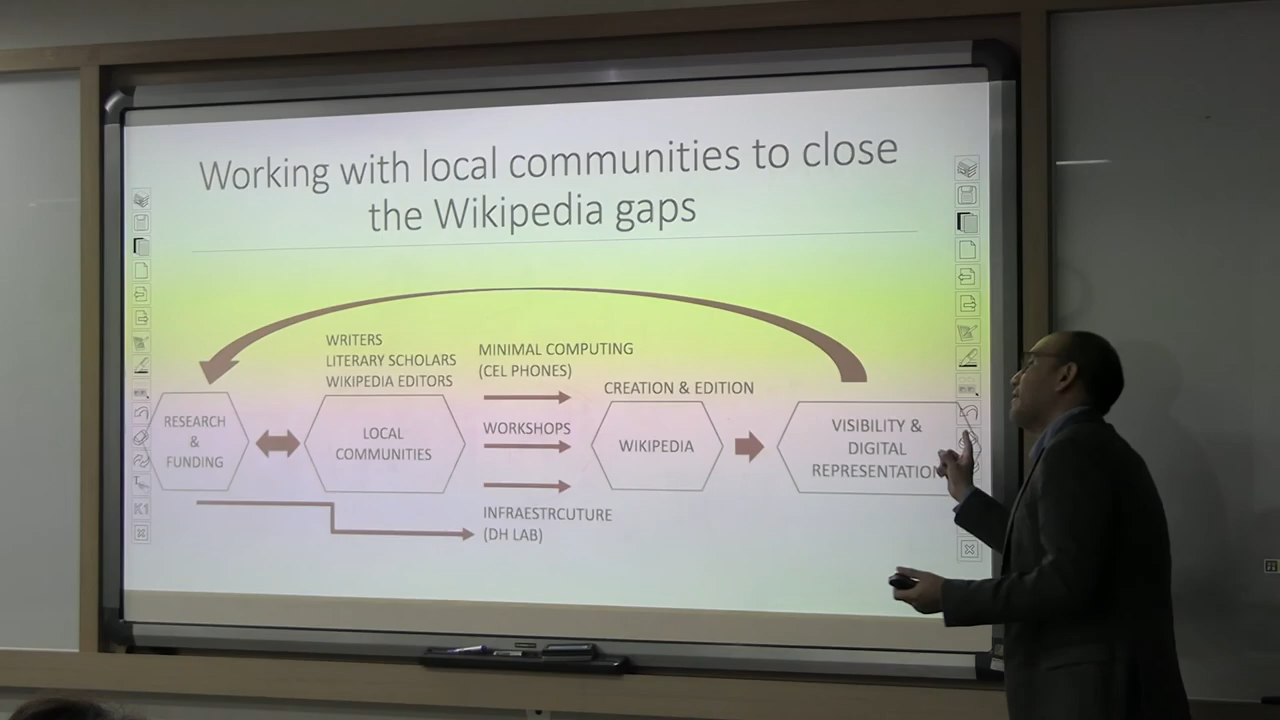 Working with local communities to close
the Wikipedia gaps
WRITERS
LITERARY SCHOLARS
WIKIPEDIA EDITORS
MINIMAL COMPUTING
(CEL PHONES)
CREATION & EDITION
RESEARCH
&
FUNDING
LOCAL
COMMUNITIES
WORKSHOPS
WIKIPEDIA
VISIBILITY &
DIGITAL
REPRESENTATION
INFRAESTRCUTURE
(DH LAB)